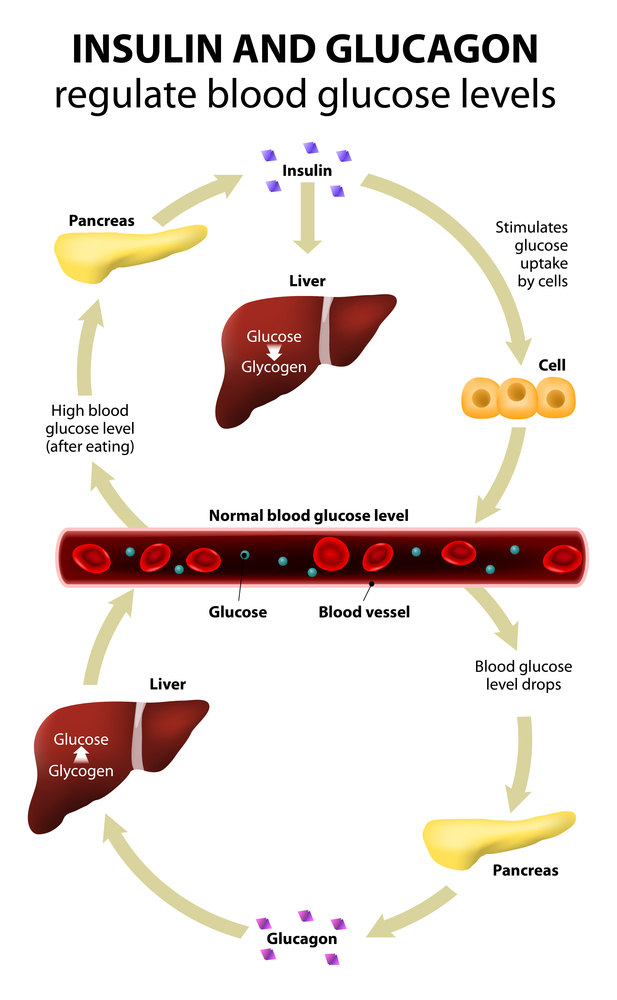 INSULIN AND GLUCAGON
regulate blood glucose levels
Insulin
Pancreas
Stimulates
glucose
uptake
by cells
Liver
Glucose
Glycogen
Cell
High blood
glucose level
(after eating)
Normal blood glucose level
Glucose
Blood vessel
Blood glucose
level drops
Liver
Glucose
Glycogen
Pancreas
Glucagon